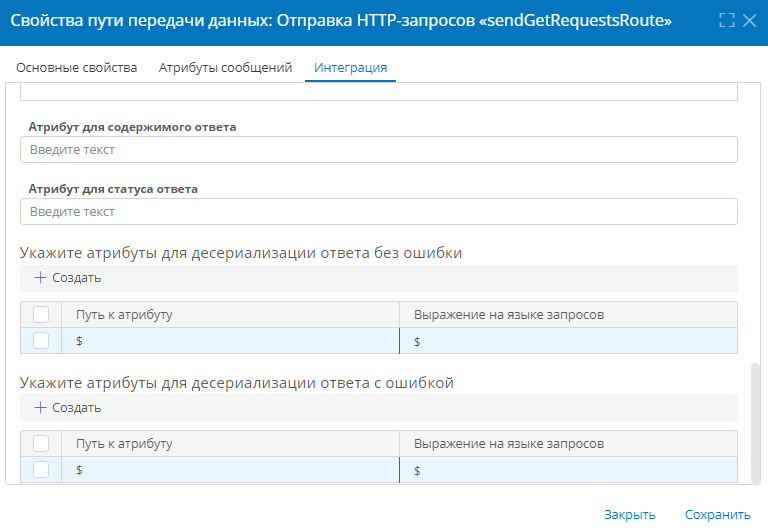 Свойства пути передачи данных: Отправка HTTP-запросов «sendGetRequestsRoute»
Основные свойства Атрибуты сообщений Интеграция
Атрибут для содержимого ответа
Введите текст
Атрибут для статуса ответа
Введите текст
Укажите атрибуты для десериализации ответа без ошибки
+ Создать
Путь к атрибуту Выражение на языке запросов
$ $
Укажите атрибуты для десериализации ответа с ошибкой
+ Создать
Путь к атрибуту Выражение на языке запросов
$ $
Закрыть Сохранить